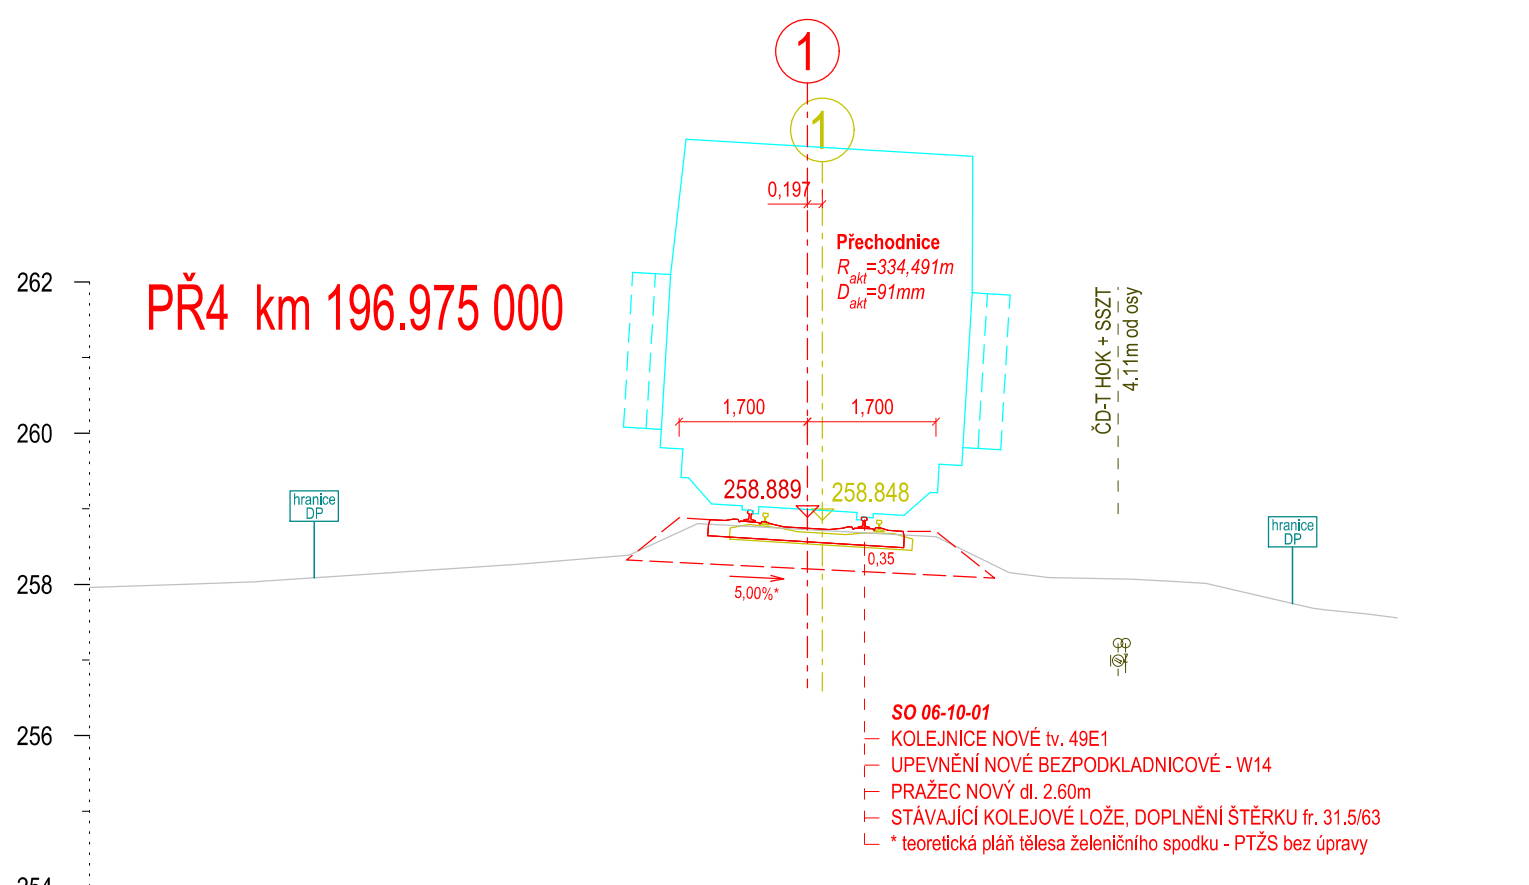 1
1
0,197
Přechodnice
Rakt=334,491m
Dakt=91mm
262
PŘ4 km 196.975 000
ČD-T HOK + SSZT
4.11m od osy
1,700
1,700
260
258.889
258.848
hranice
DP
hranice
DP
0,35
258
5,00%*
SO 06-10-01
256
KOLEJNICE NOVÉ tv. 49E1
UPEVNĚNÍ NOVÉ BEZPODKLADNICOVÉ - W14
PRAŽEC NOVÝ dl. 2.60m
STÁVAJÍCÍ KOLEJOVÉ LOŽE, DOPLNĚNÍ ŠTĚRKU fr. 31.5/63
* teoretická pláň tělesa želeničního spodku - PTŽS bez úpravy
254